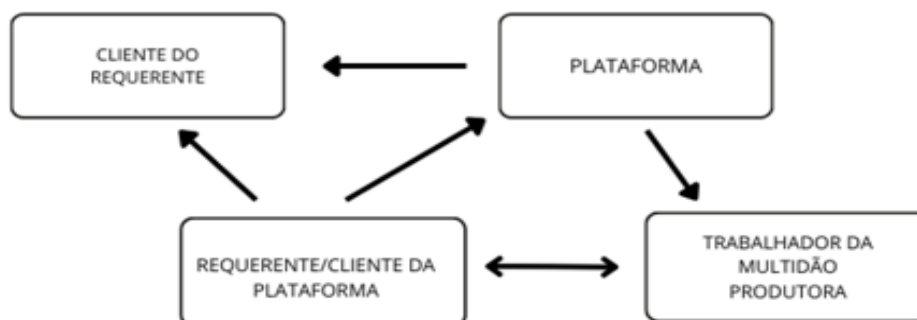 CLIENTE DO
REQUERENTE
PLATAFORMA
REQUERENTE/CLIENTE DA
PLATAFORMA
TRABALHADOR DA
MULTIDÃO
PRODUTORA